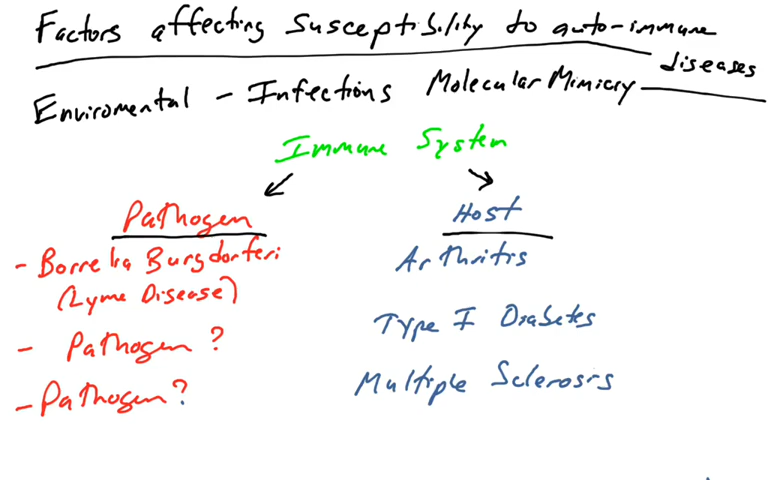 Factors affecting Susceptibility to auto-immune
diseases
Enviromental - Infections Molecular Mimicry
Immune System
Pathogen
Host
- Borrelia Burgdorferi
(Lyme Disease)
Arthritis
- Pathogen ?
Type I Diabetes
- Pathogen?
Multiple Sclerosis